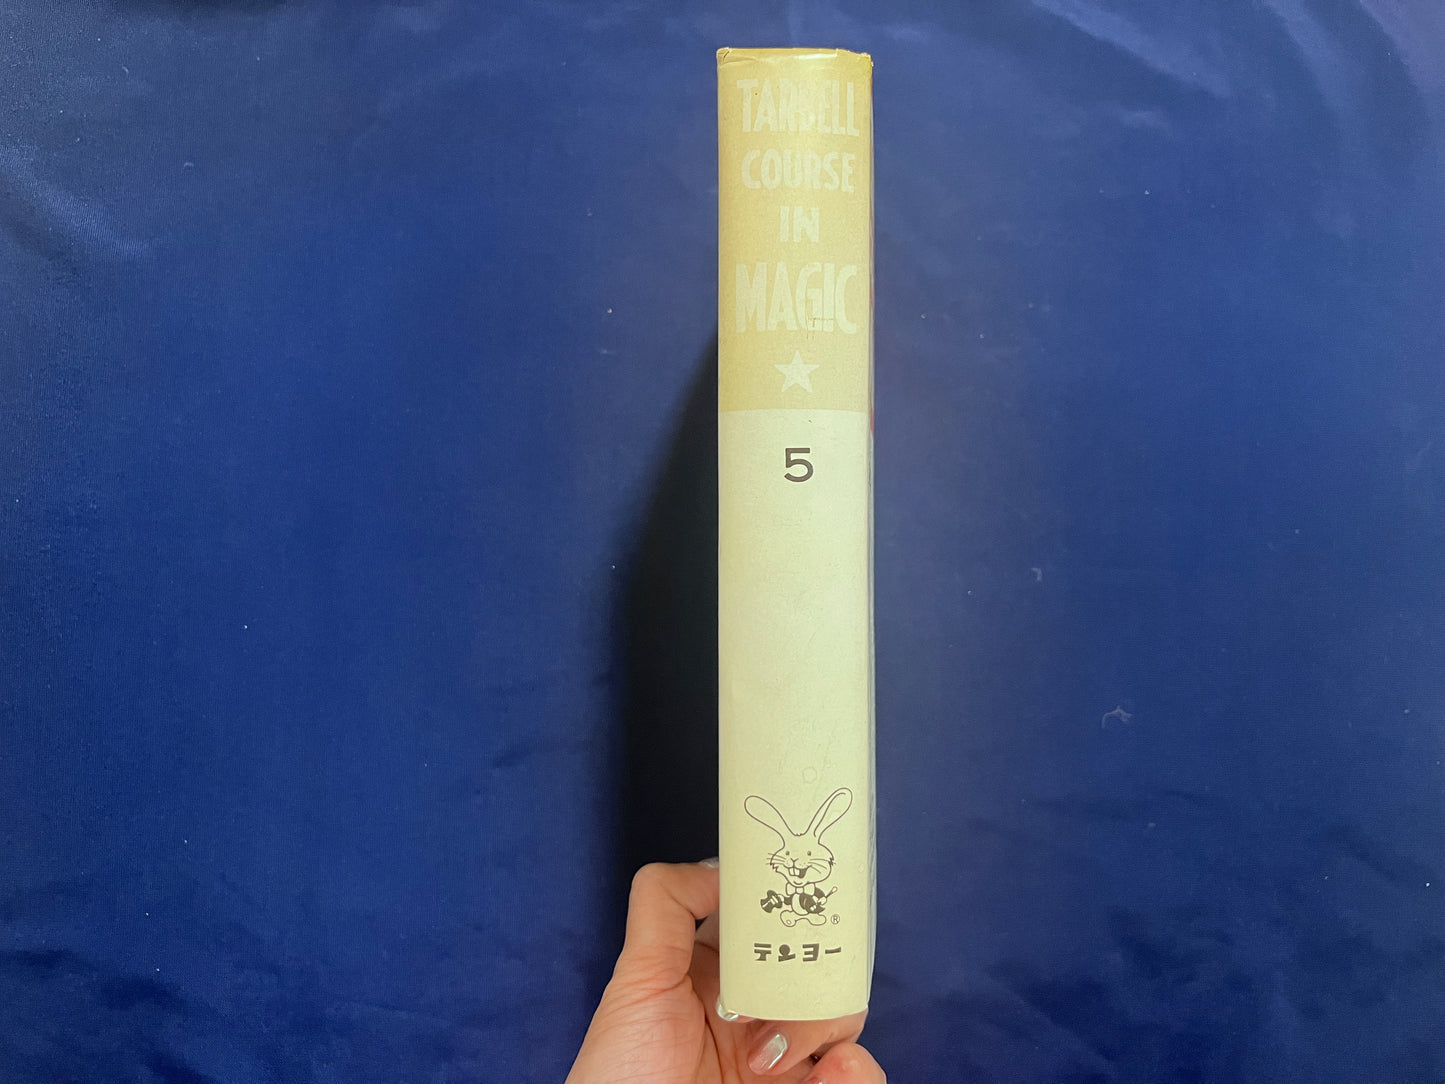 TARBELL
COURSE
IN
MAGIC
5
®
テンヨー